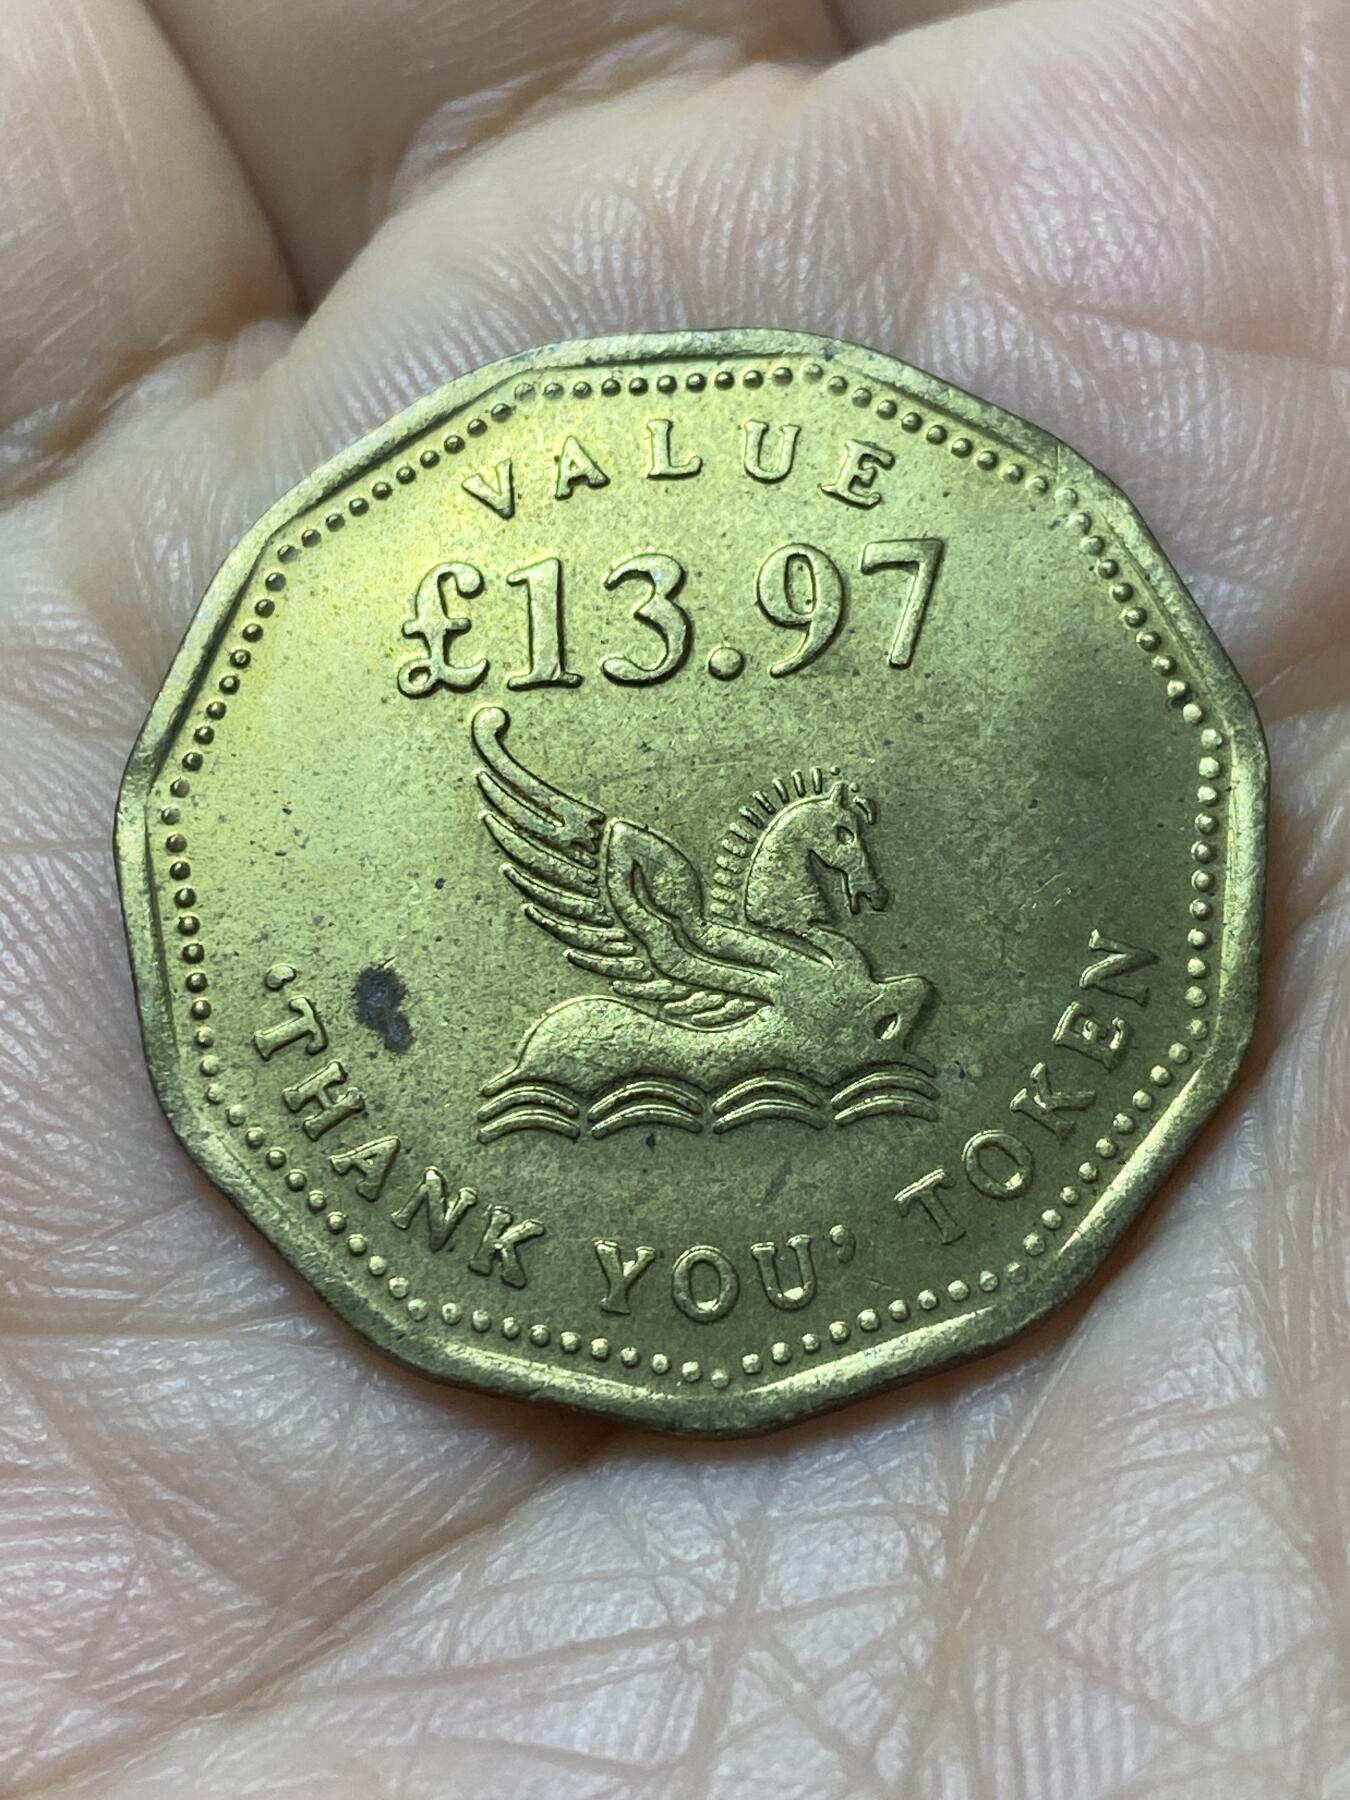 VALUE
£13.97
'THANK YOU' TOKEN